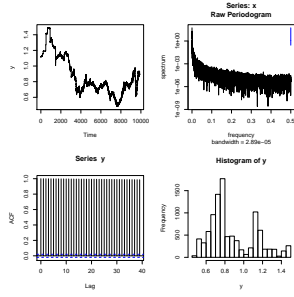 y
0.6 0.8 1.0 1.2 1.4
0 2000 4000 6000 8000 10000
Time
Series: x
Raw Periodogram
spectrum
1e-09 1e-06 1e-03 1e+00
0.0 0.1 0.2 0.3 0.4 0.5
frequency
bandwidth = 2.89e-05
Series y
ACF
0.0 0.2 0.4 0.6 0.8 1.0
0 10 20 30 40
Lag
Histogram of y
Frequency
0 500 1000 1500
0.6 0.8 1.0 1.2 1.4
y